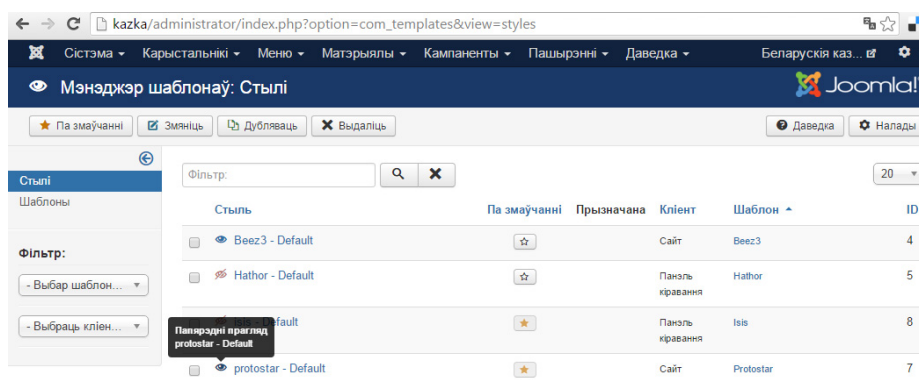 kazka/administrator/index.php?option=com_templates&view=styles
Сістэма Карыстальнікі Меню Матэрыялы Кампаненты Пашырэнні Даведка Беларускія каз...
Мэнэджэр шаблонаў: Стылі Joomla!
Па змаўчанні Змяніць Дубляваць Выдаліць Даведка Налады
Стылі
Шаблоны
Фільтр:
- Выбар шаблон...
- Выбраць кліен...
Фільтр: 20
Стыль Па змаўчанні Прызначана Кліент Шаблон ID
Beez3 - Default Сайт Beez3 4
Hathor - Default Панэль кіравання Hathor 5
Isis - Default Панэль кіравання Isis 8
Папярэдні прагляд
protostar - Default
protostar - Default Сайт Protostar 7